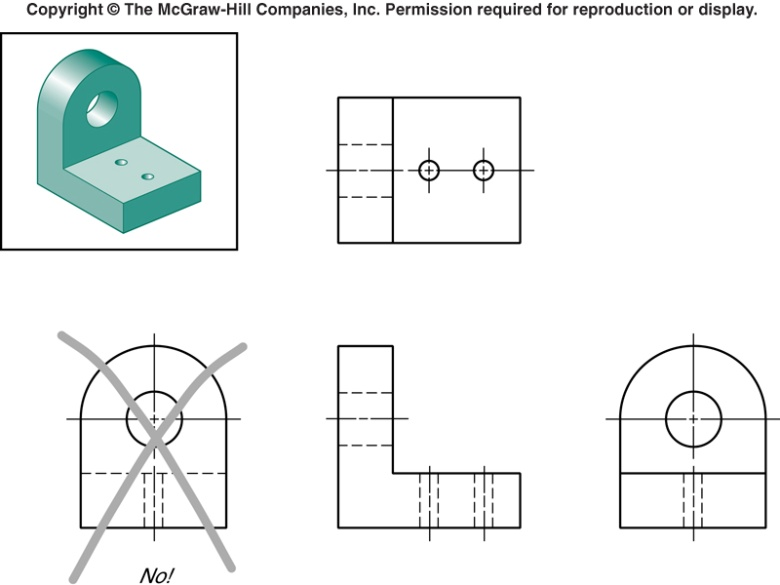 Copyright © The McGraw-Hill Companies, Inc. Permission required for reproduction or display.
No!